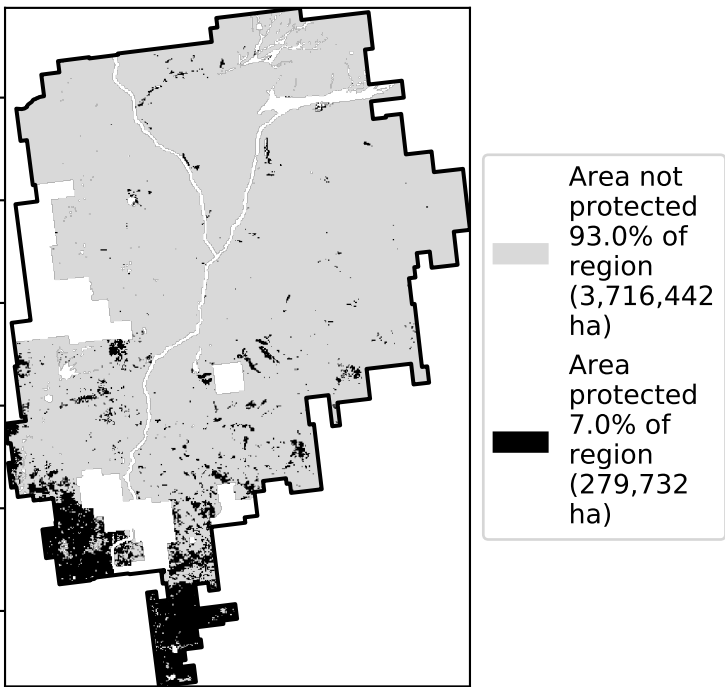 Area not
protected
93.0% of
region
(3,716,442
ha)
Area
protected
7.0% of
region
(279,732
ha)